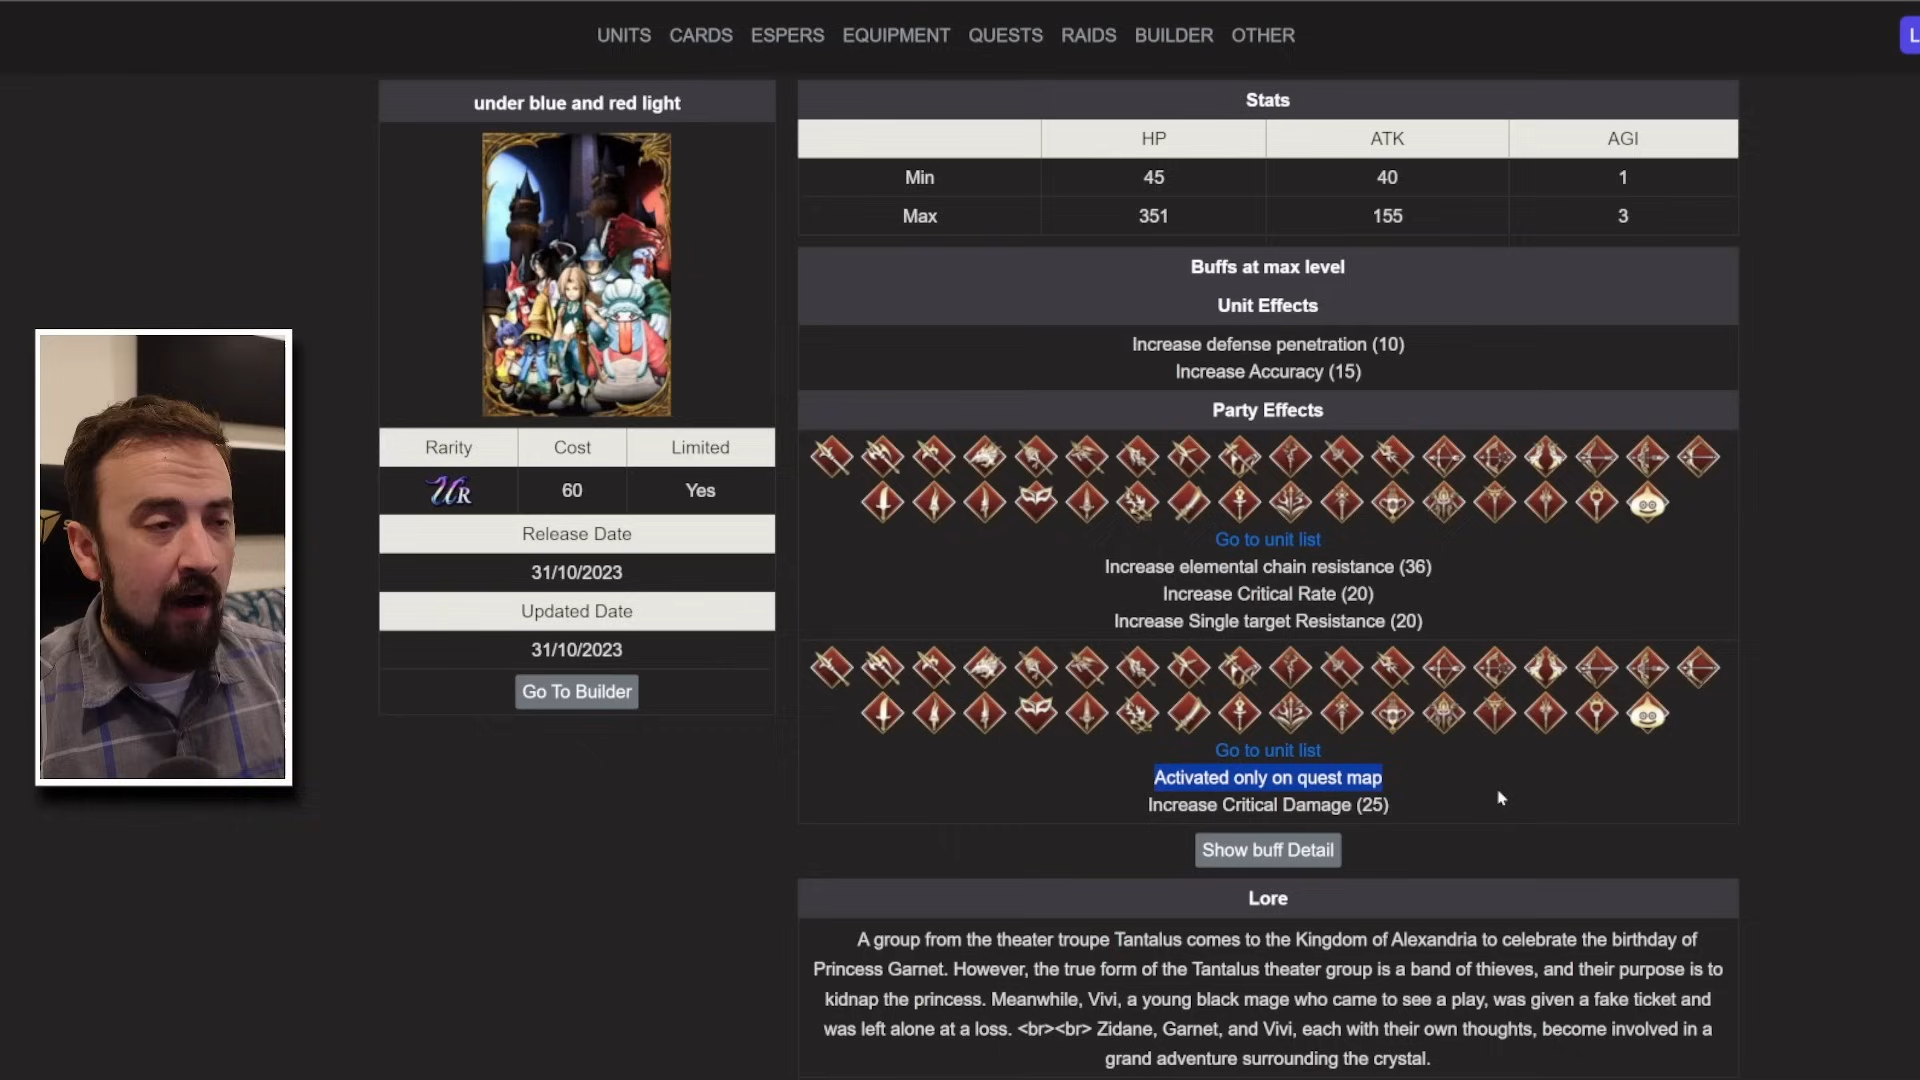 UNITS CARDS ESPERS EQUIPMENT QUESTS RAIDS BUILDER OTHER
L
under blue and red light
Rarity Cost Limited
UR 60 Yes
Release Date
31/10/2023
Updated Date
31/10/2023
Go To Builder
Stats
HP ATK AGI
Min 45 40 1
Max 351 155 3
Buffs at max level
Unit Effects
Increase defense penetration (10)
Increase Accuracy (15)
Party Effects
Go to unit list
Increase elemental chain resistance (36)
Increase Critical Rate (20)
Increase Single target Resistance (20)
Go to unit list
Activated only on quest map
Increase Critical Damage (25)
Show buff Detail
Lore
A group from the theater troupe Tantalus comes to the Kingdom of Alexandria to celebrate the birthday of
Princess Garnet. However, the true form of the Tantalus theater group is a band of thieves, and their purpose is to
kidnap the princess. Meanwhile, Vivi, a young black mage who came to see a play, was given a fake ticket and
was left alone at a loss. <br><br> Zidane, Garnet, and Vivi, each with their own thoughts, become involved in a
grand adventure surrounding the crystal.